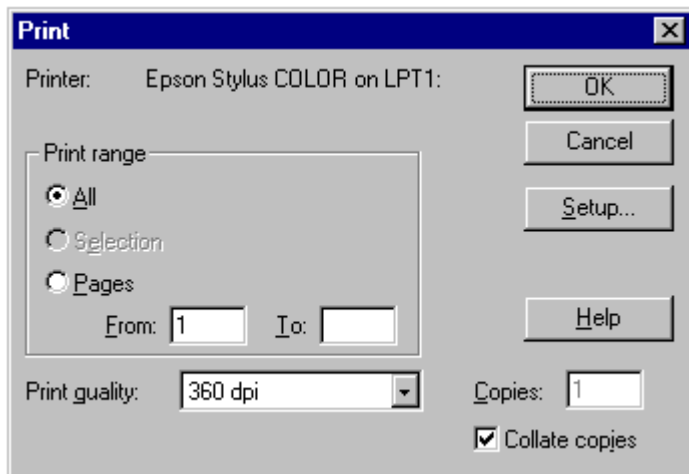 Print
Printer: Epson Stylus COLOR on LPT1:
OK
Cancel
Setup...
Help
Print range
All
Selection
Pages
From: 1 To:
Print quality: 360 dpi
Copies: 1
Collate copies